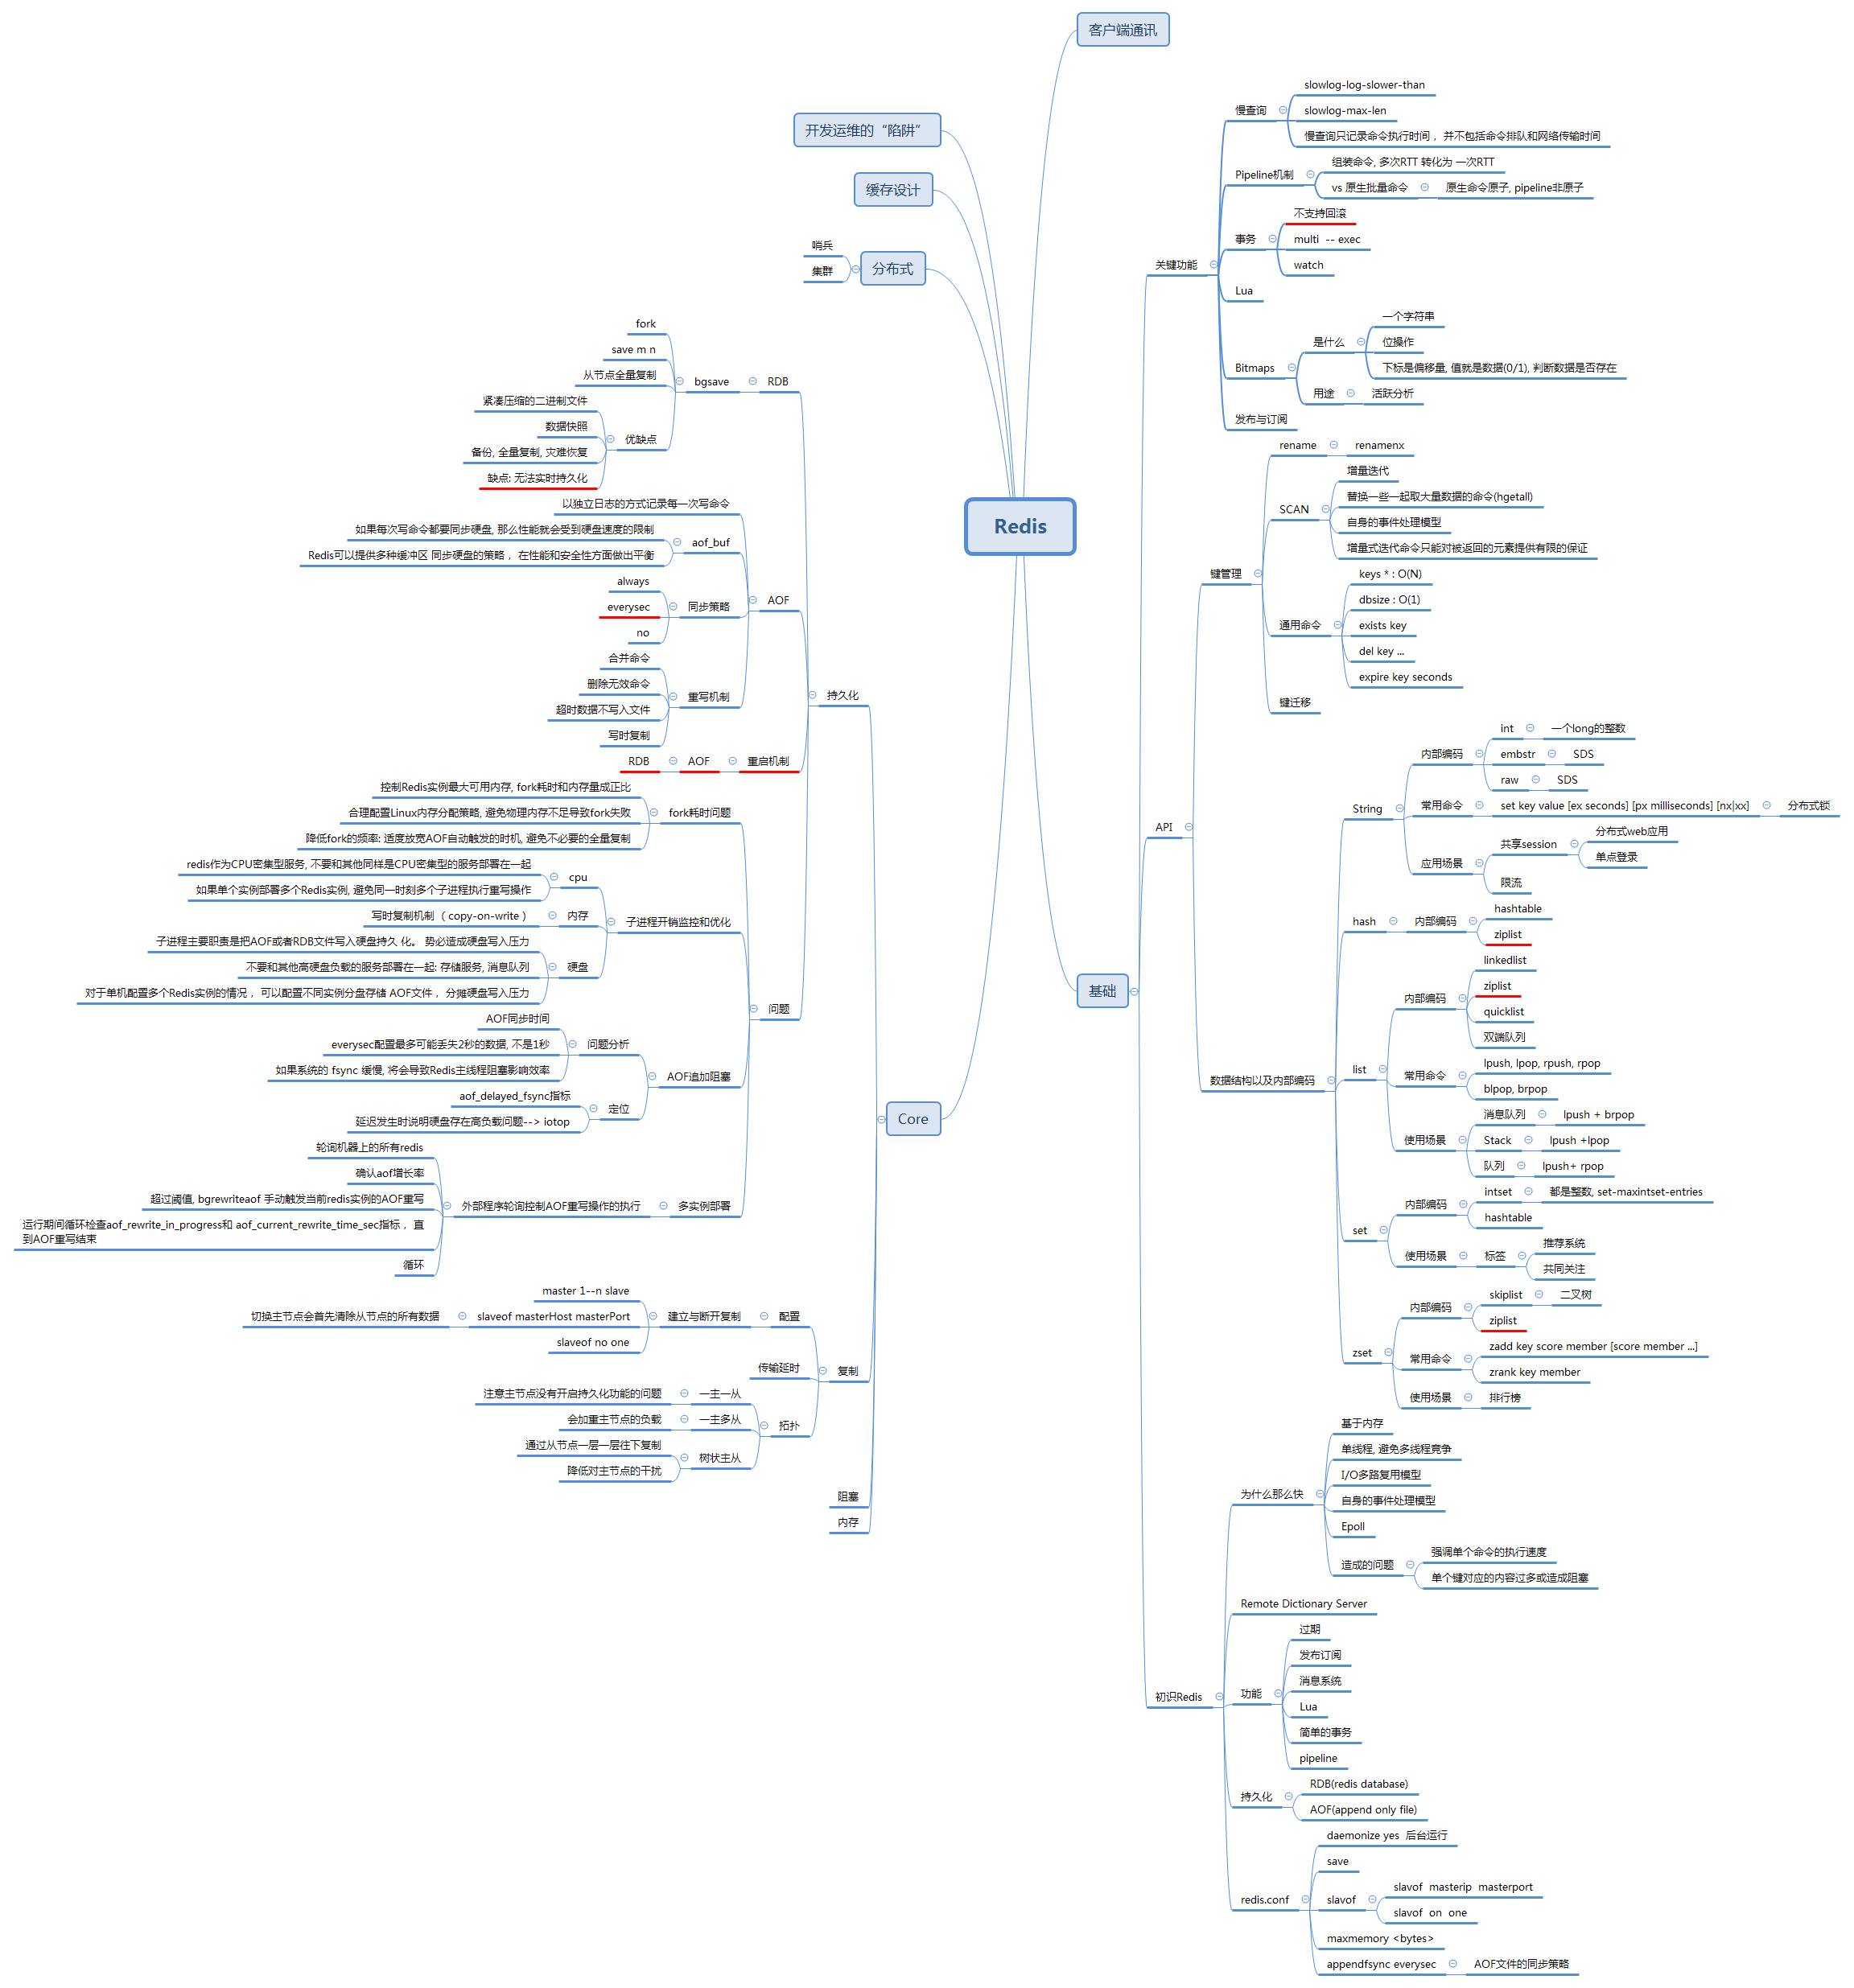 Redis
客户端通讯
开发运维的“陷阱”
缓存设计
分布式
哨兵
集群
Core
持久化
RDB
bgsave
fork
save m n
从节点全量复制
优缺点
紧凑压缩的二进制文件
数据快照
备份, 全量复制, 灾难恢复
缺点: 无法实时持久化
AOF
以独立日志的方式记录每一次写命令
aof_buf
如果每次写命令都要同步硬盘, 那么性能就会受到硬盘速度的限制
Redis可以提供多种缓冲区 同步硬盘的策略， 在性能和安全性方面做出平衡
同步策略
always
everysec
no
重写机制
合并命令
删除无效命令
超时数据不写入文件
写时复制
重启机制
AOF
RDB
问题
fork耗时问题
控制Redis实例最大可用内存, fork耗时和内存量成正比
合理配置Linux内存分配策略, 避免物理内存不足导致fork失败
降低fork的频率: 适度放宽AOF自动触发的时机, 避免不必要的全量复制
子进程开销监控和优化
cpu
redis作为CPU密集型服务, 不要和其他同样是CPU密集型的服务部署在一起
如果单个实例部署多个Redis实例, 避免同一时刻多个子进程执行重写操作
内存
写时复制机制（copy-on-write）
硬盘
子进程主要职责是把AOF或者RDB文件写入硬盘持久 化。 势必造成硬盘写入压力
不要和其他高硬盘负载的服务部署在一起: 存储服务, 消息队列
对于单机配置多个Redis实例的情况， 可以配置不同实例分盘存储 AOF文件， 分摊硬盘写入压力
AOF追加阻塞
问题分析
AOF同步时间
everysec配置最多可能丢失2秒的数据, 不是1秒
如果系统的 fsync 缓慢, 将会导致Redis主线程阻塞影响效率
定位
aof_delayed_fsync指标
延迟发生时说明硬盘存在高负载问题--> iotop
多实例部署
外部程序轮询控制AOF重写操作的执行
轮询机器上的所有redis
确认aof增长率
超过阈值, bgrewriteaof 手动触发当前redis实例的AOF重写
运行期间循环检查aof_rewrite_in_progress和 aof_current_rewrite_time_sec指标， 直
到AOF重写结束
循环
复制
配置
建立与断开复制
master 1--n slave
slaveof masterHost masterPort
切换主节点会首先清除从节点的所有数据
slaveof no one
传输延时
拓扑
一主一从
注意主节点没有开启持久化功能的问题
一主多从
会加重主节点的负载
树状主从
通过从节点一层一层往下复制
降低对主节点的干扰
阻塞
内存
基础
关键功能
慢查询
slowlog-log-slower-than
slowlog-max-len
慢查询只记录命令执行时间， 并不包括命令排队和网络传输时间
Pipeline机制
组装命令, 多次RTT 转化为 一次RTT
vs 原生批量命令
原生命令原子, pipeline非原子
事务
不支持回滚
multi -- exec
watch
Lua
Bitmaps
是什么
一个字符串
位操作
下标是偏移量, 值就是数据(0/1), 判断数据是否存在
用途
活跃分析
发布与订阅
API
键管理
rename
renamenx
SCAN
增量迭代
替换一些一起取大量数据的命令(hgetall)
自身的事件处理模型
增量式迭代命令只能对被返回的元素提供有限的保证
通用命令
keys * : O(N)
dbsize : O(1)
exists key
del key ...
expire key seconds
键迁移
数据结构以及内部编码
String
内部编码
int
一个long的整数
embstr
SDS
raw
SDS
常用命令
set key value [ex seconds] [px milliseconds] [nx|xx]
分布式锁
应用场景
共享session
分布式web应用
单点登录
限流
hash
内部编码
hashtable
ziplist
list
内部编码
linkedlist
ziplist
quicklist
双端队列
常用命令
lpush, lpop, rpush, rpop
blpop, brpop
使用场景
消息队列
lpush + brpop
Stack
lpush +lpop
队列
lpush+ rpop
set
内部编码
intset
都是整数, set-maxintset-entries
hashtable
使用场景
标签
推荐系统
共同关注
zset
内部编码
skiplist
二叉树
ziplist
常用命令
zadd key score member [score member ...]
zrank key member
使用场景
排行榜
初识Redis
为什么那么快
基于内存
单线程, 避免多线程竞争
I/O多路复用模型
自身的事件处理模型
Epoll
造成的问题
强调单个命令的执行速度
单个键对应的内容过多或造成阻塞
Remote Dictionary Server
功能
过期
发布订阅
消息系统
Lua
简单的事务
pipeline
持久化
RDB(redis database)
AOF(append only file)
redis.conf
daemonize yes 后台运行
save
slavof
slavof masterip masterport
slavof on one
maxmemory <bytes>
appendfsync everysec
AOF文件的同步策略